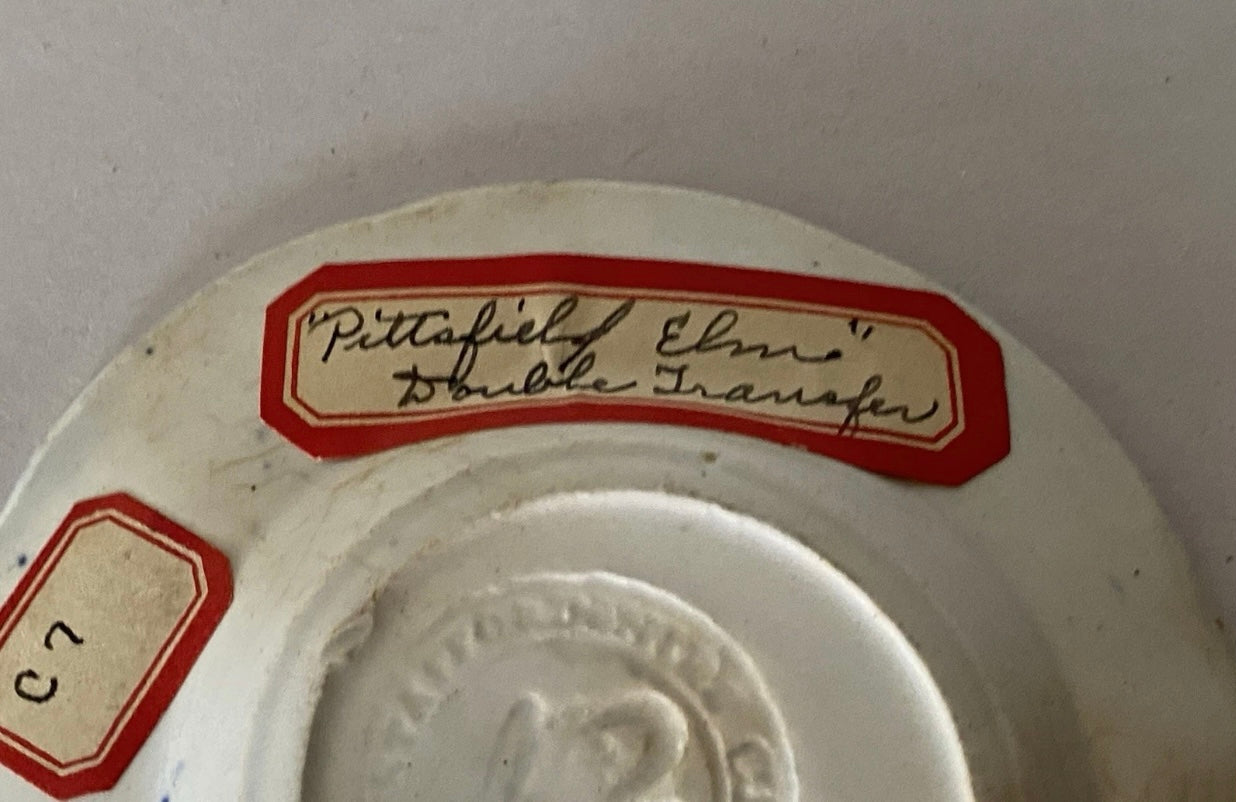 "Pittsfield Elm"
Double Transfer
C7